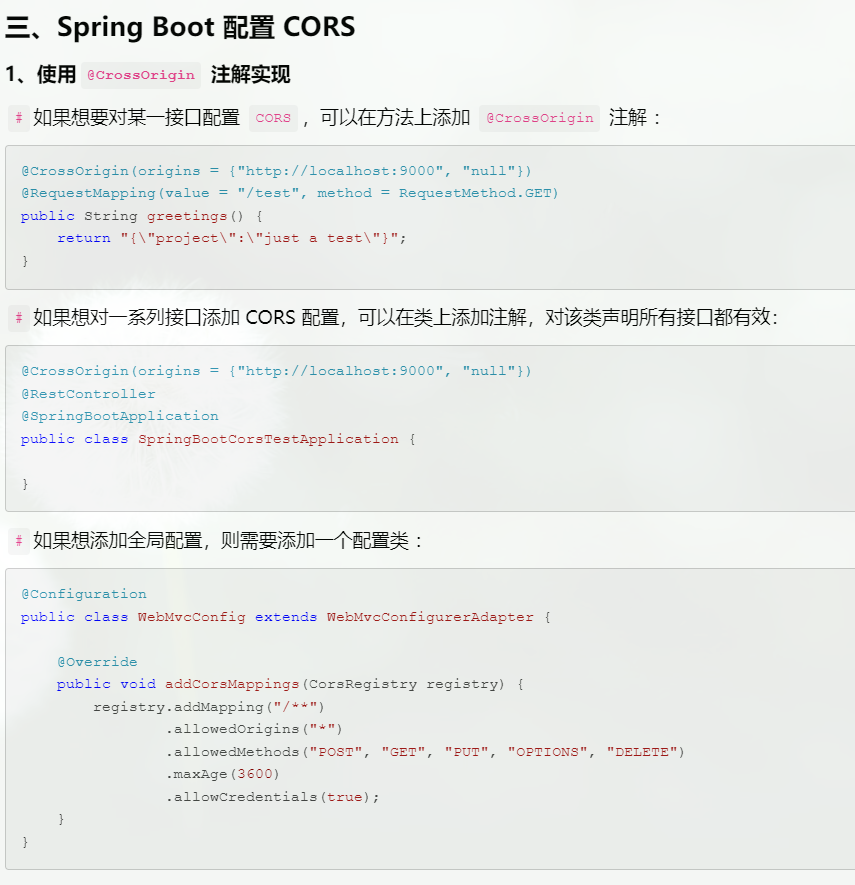 三、Spring Boot 配置 CORS
1、使用 @CrossOrigin 注解实现
# 如果想要对某一接口配置 CORS ，可以在方法上添加 @CrossOrigin 注解 ：
@CrossOrigin(origins = {"http://localhost:9000", "null"})
@RequestMapping(value = "/test", method = RequestMethod.GET)
public String greetings() {
    return "{\"project\":\"just a test\"}";
}
# 如果想对一系列接口添加 CORS 配置，可以在类上添加注解，对该类声明所有接口都有效：
@CrossOrigin(origins = {"http://localhost:9000", "null"})
@RestController
@SpringBootApplication
public class SpringBootCorsTestApplication {
}
# 如果想添加全局配置，则需要添加一个配置类 ：
@Configuration
public class WebMvcConfig extends WebMvcConfigurerAdapter {
    @Override
    public void addCorsMappings(CorsRegistry registry) {
        registry.addMapping("/**")
                .allowedOrigins("*")
                .allowedMethods("POST", "GET", "PUT", "OPTIONS", "DELETE")
                .maxAge(3600)
                .allowCredentials(true);
    }
}